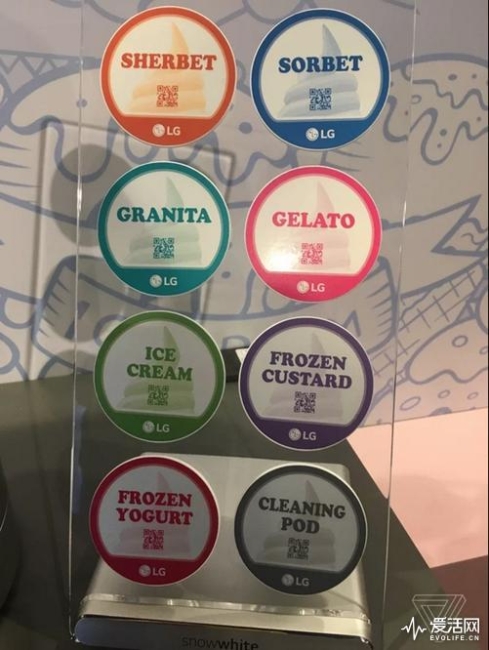 SHERBET
LG
SORBET
LG
GRANITA
LG
GELATO
LG
ICE
CREAM
LG
FROZEN
CUSTARD
LG
FROZEN
YOGURT
LG
CLEANING
POD
LG
snowwhite
爱活网
EVOLIFE.CN